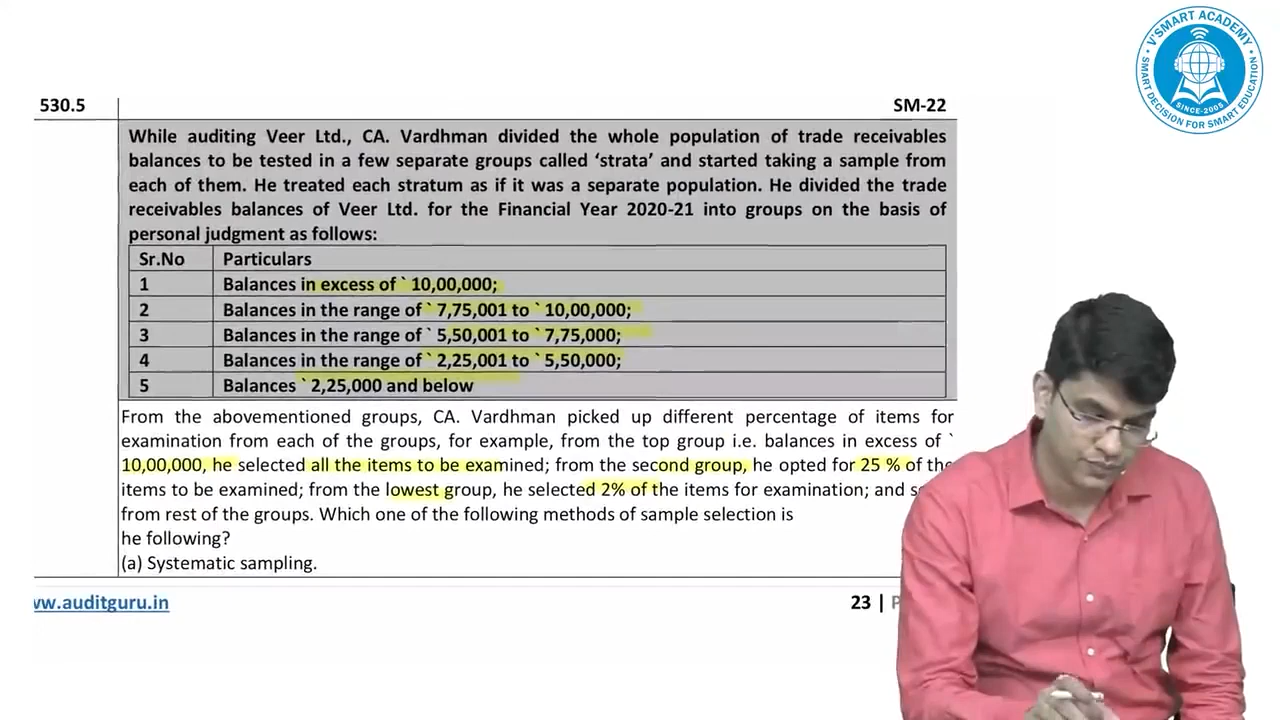 V'SMART ACADEMY
SINCE-2005
SMART DECISION FOR SMART EDUCATION
530.5 SM-22
While auditing Veer Ltd., CA. Vardhman divided the whole population of trade receivables
balances to be tested in a few separate groups called ‘strata’ and started taking a sample from
each of them. He treated each stratum as if it was a separate population. He divided the trade
receivables balances of Veer Ltd. for the Financial Year 2020-21 into groups on the basis of
personal judgment as follows:
Sr.No Particulars
1 Balances in excess of ` 10,00,000;
2 Balances in the range of ` 7,75,001 to ` 10,00,000;
3 Balances in the range of ` 5,50,001 to ` 7,75,000;
4 Balances in the range of ` 2,25,001 to ` 5,50,000;
5 Balances ` 2,25,000 and below
From the abovementioned groups, CA. Vardhman picked up different percentage of items for
examination from each of the groups, for example, from the top group i.e. balances in excess of `
10,00,000, he selected all the items to be examined; from the second group, he opted for 25 % of the
items to be examined; from the lowest group, he selected 2% of the items for examination; and
from rest of the groups. Which one of the following methods of sample selection is
he following?
(a) Systematic sampling.
ww.auditguru.in 23 |